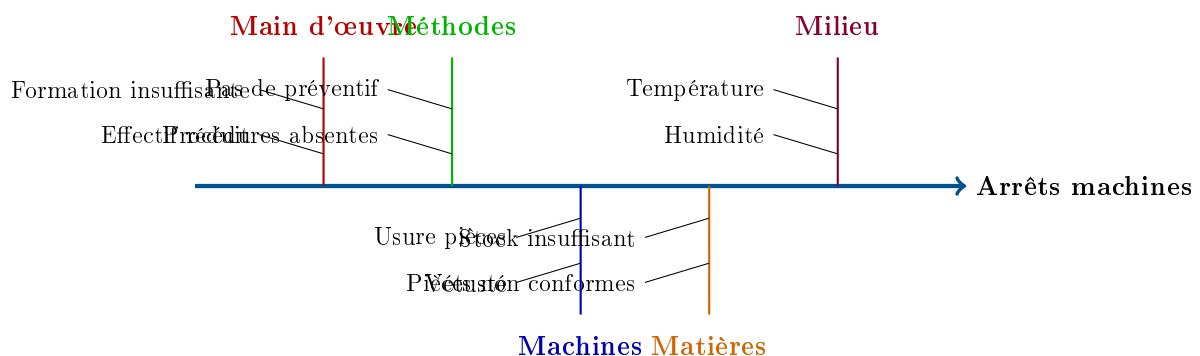 Main d'œuvre
Méthodes
Milieu
Formation insuffisante
Pas de préventif
Température
Effectif réduit
Procédures absentes
Humidité
Arrêts machines
Usure pièces
Stock insuffisant
Vétusté
Pièces non conformes
Machines
Matières